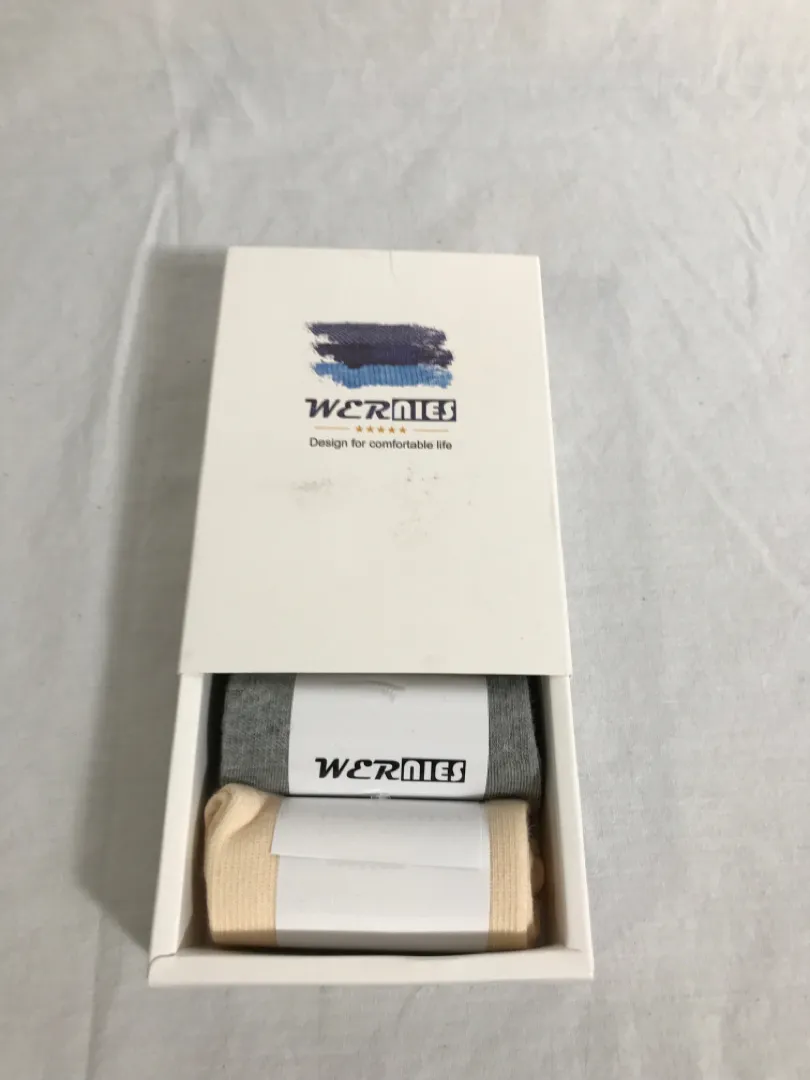 WERNIES
★★★★★
Design for comfortable life
WERNIES